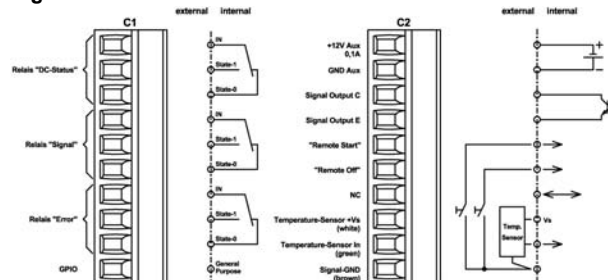 external internal
C1
IN
State-1
State-0
Relais "DC-Status"
IN
State-1
State-0
Relais "Signal"
IN
State-1
State-0
Relais "Error"
GPIO
General
Purpose
external internal
C2
+12V Aux
0,1A
GND Aux
Signal Output C
Signal Output E
"Remote Start"
"Remote Off"
NC
Temperature-Sensor +Vs
(white)
Temperature-Sensor In
(green)
Signal-GND
(brown)
+
−
Vs
Temp.
Sensor